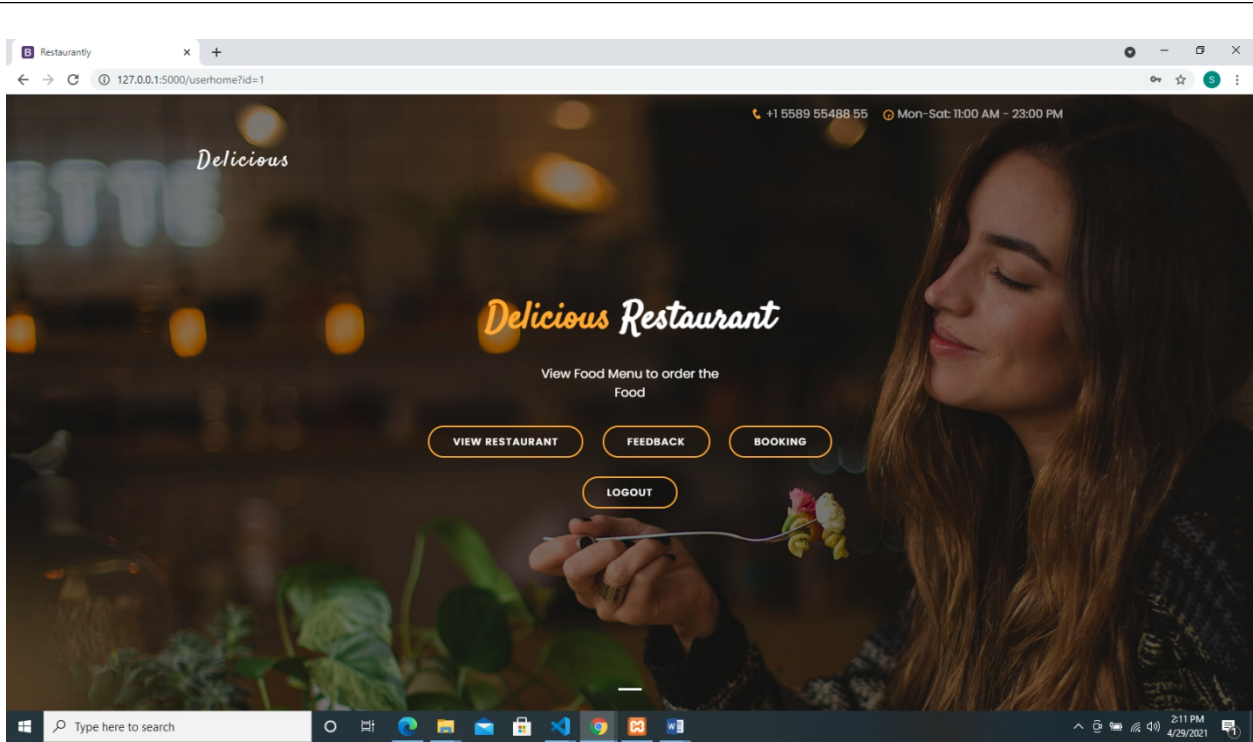 B Restaurantly
127.0.0.1:5000/userhome?id=1
S
+1 5589 55488 55 Mon-Sat: 11:00 AM - 23:00 PM
Delicious
ETTE
Delicious Restaurant
View Food Menu to order the
Food
VIEW RESTAURANT FEEDBACK BOOKING
LOGOUT
Type here to search
2:11 PM
4/29/2021
1